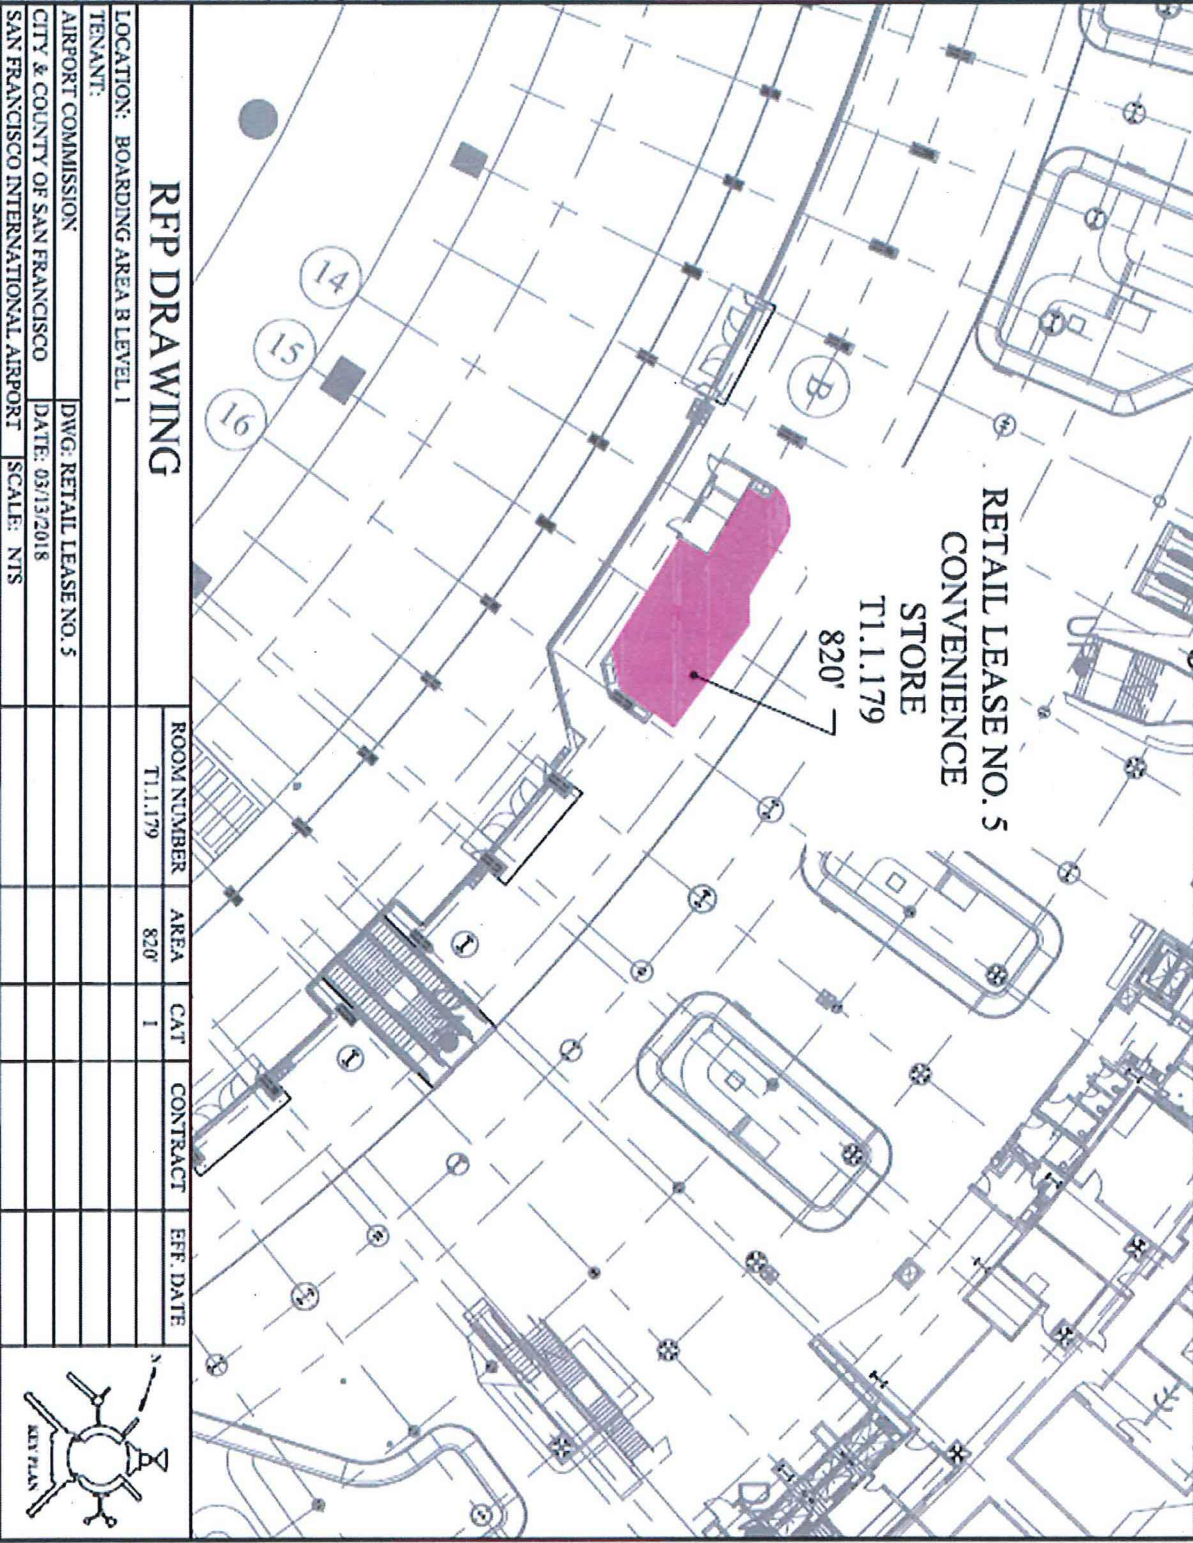 RETAIL LEASE NO. 5
CONVENIENCE
STORE
T1.1.179
820'
B
14
15
16
RFP DRAWING
LOCATION: BOARDING AREA B LEVEL 1
TENANT:
AIRPORT COMMISSION DWG: RETAIL LEASE NO. 5
CITY & COUNTY OF SAN FRANCISCO DATE: 03/13/2018
SAN FRANCISCO INTERNATIONAL AIRPORT SCALE: NTS
ROOM NUMBER AREA CAT CONTRACT EFF. DATE
T1.1.179 820' 1
N
KEY PLAN